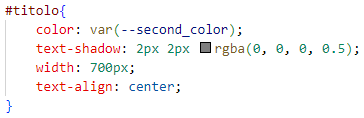 #titolo{
    color: var(--second_color);
    text-shadow: 2px 2px rgba(0, 0, 0, 0.5);
    width: 700px;
    text-align: center;
}